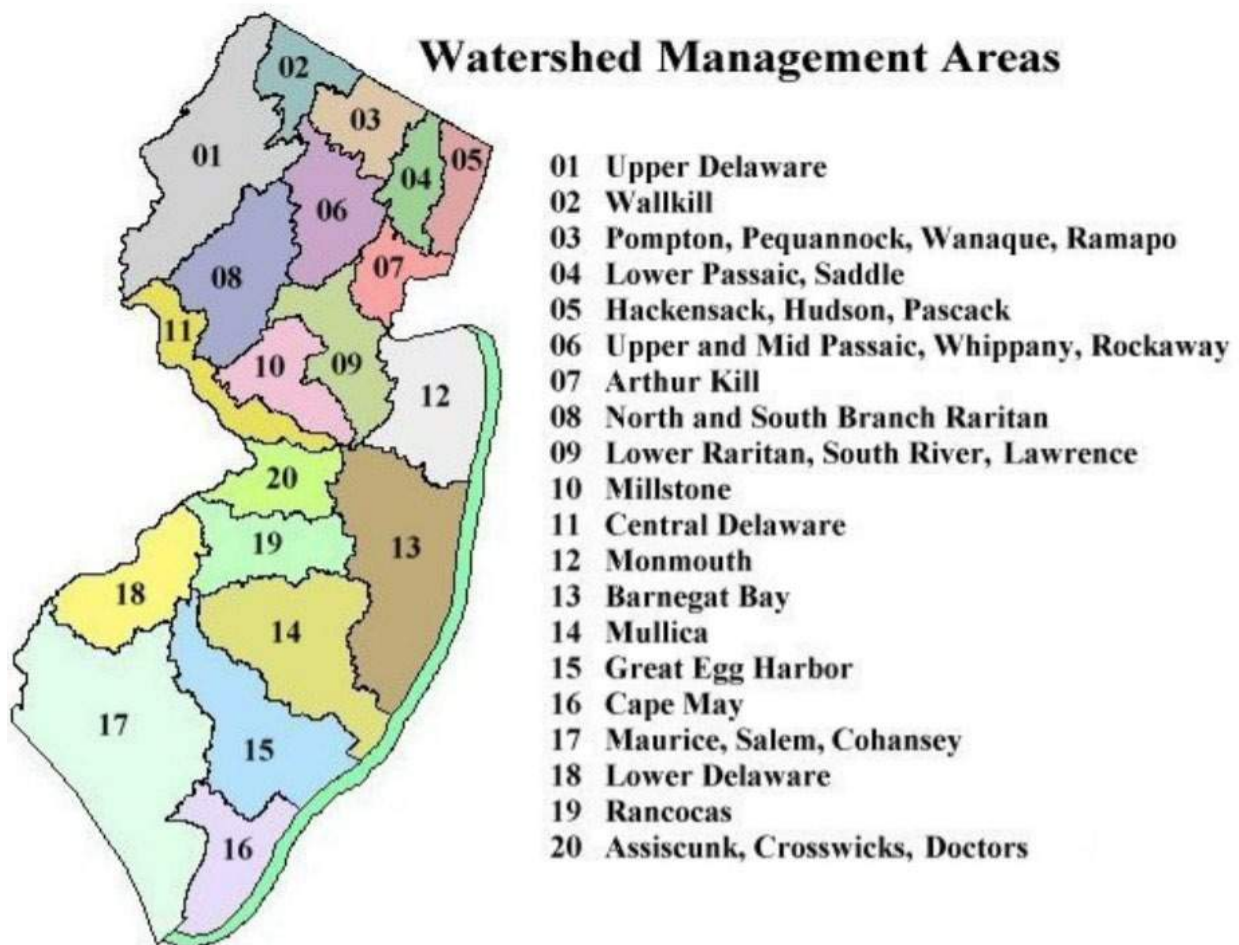 Watershed Management Areas
02
03
01
05
04
06
07
08
11
10
09
12
20
19
13
18
14
17
15
16
01 Upper Delaware
02 Wallkill
03 Pompton, Pequannock, Wanaque, Ramapo
04 Lower Passaic, Saddle
05 Hackensack, Hudson, Pascack
06 Upper and Mid Passaic, Whippany, Rockaway
07 Arthur Kill
08 North and South Branch Raritan
09 Lower Raritan, South River, Lawrence
10 Millstone
11 Central Delaware
12 Monmouth
13 Barnegat Bay
14 Mullica
15 Great Egg Harbor
16 Cape May
17 Maurice, Salem, Cohansey
18 Lower Delaware
19 Rancocas
20 Assiscunk, Crosswicks, Doctors